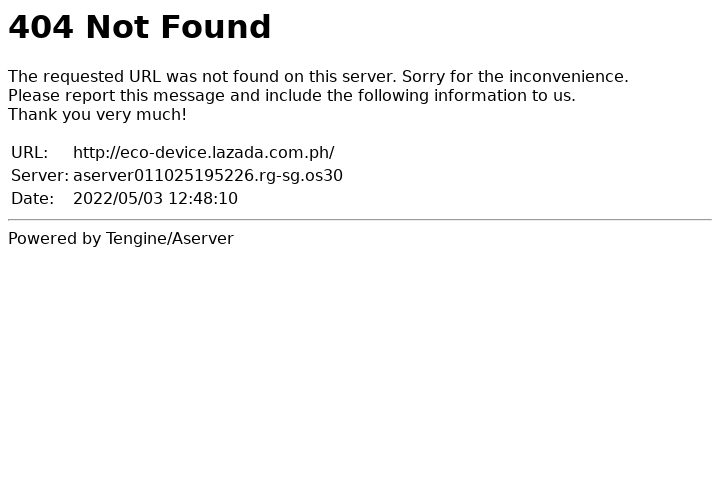 404 Not Found
The requested URL was not found on this server. Sorry for the inconvenience.
Please report this message and include the following information to us.
Thank you very much!
URL: http://eco-device.lazada.com.ph/
Server: aserver011025195226.rg-sg.os30
Date: 2022/05/03 12:48:10
Powered by Tengine/Aserver